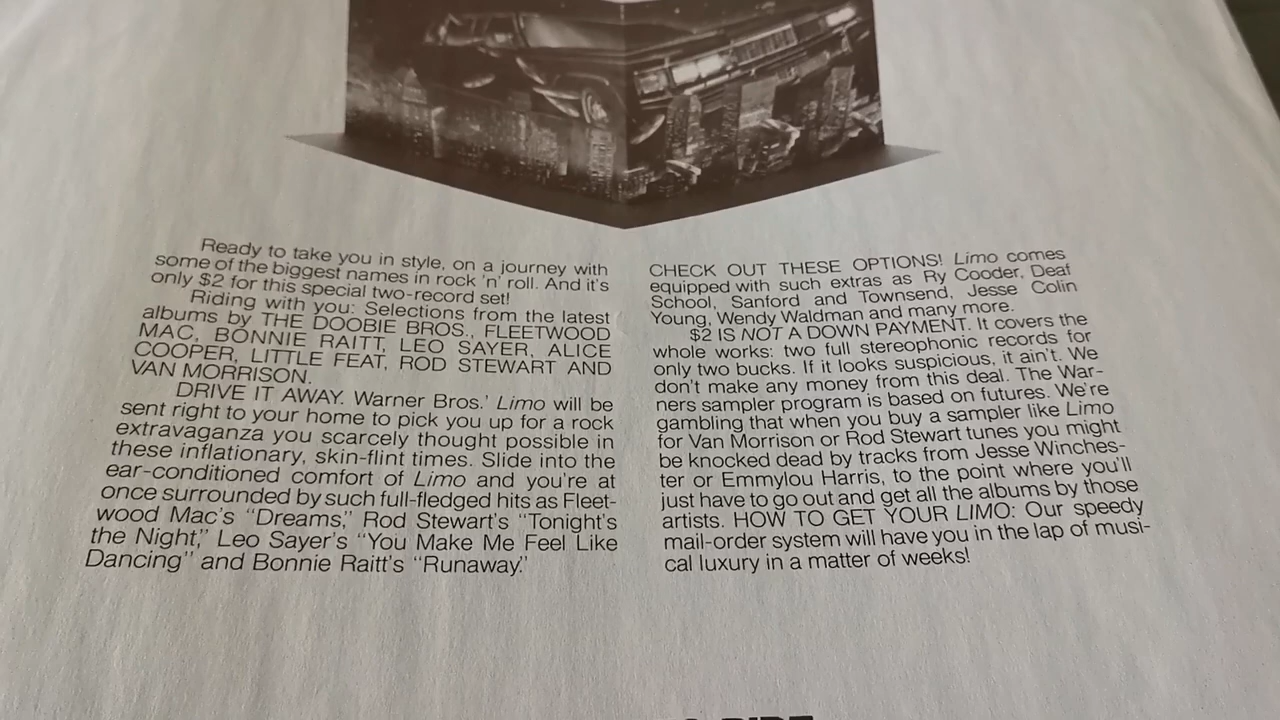 Ready to take you in style, on a journey with
some of the biggest names in rock 'n' roll. And it's
only $2 for this special two-record set!
Riding with you: Selections from the latest
albums by THE DOOBIE BROS., FLEETWOOD
MAC, BONNIE RAITT, LEO SAYER, ALICE
COOPER, LITTLE FEAT, ROD STEWART AND
VAN MORRISON.
DRIVE IT AWAY. Warner Bros.' Limo will be
sent right to your home to pick you up for a rock
extravaganza you scarcely thought possible in
these inflationary, skin-flint times. Slide into the
ear-conditioned comfort of Limo and you're at
once surrounded by such full-fledged hits as Fleet-
wood Mac's "Dreams," Rod Stewart's "Tonight's
the Night," Leo Sayer's "You Make Me Feel Like
Dancing" and Bonnie Raitt's "Runaway."
CHECK OUT THESE OPTIONS! Limo comes
equipped with such extras as Ry Cooder, Deaf
School, Sanford and Townsend, Jesse Colin
Young, Wendy Waldman and many more.
$2 IS NOT A DOWN PAYMENT. It covers the
whole works: two full stereophonic records for
only two bucks. If it looks suspicious, it ain't. We
don't make any money from this deal. The War-
ners sampler program is based on futures. We're
gambling that when you buy a sampler like Limo
for Van Morrison or Rod Stewart tunes you might
be knocked dead by tracks from Jesse Winches-
ter or Emmylou Harris, to the point where you'll
just have to go out and get all the albums by those
artists. HOW TO GET YOUR LIMO: Our speedy
mail-order system will have you in the lap of musi-
cal luxury in a matter of weeks!